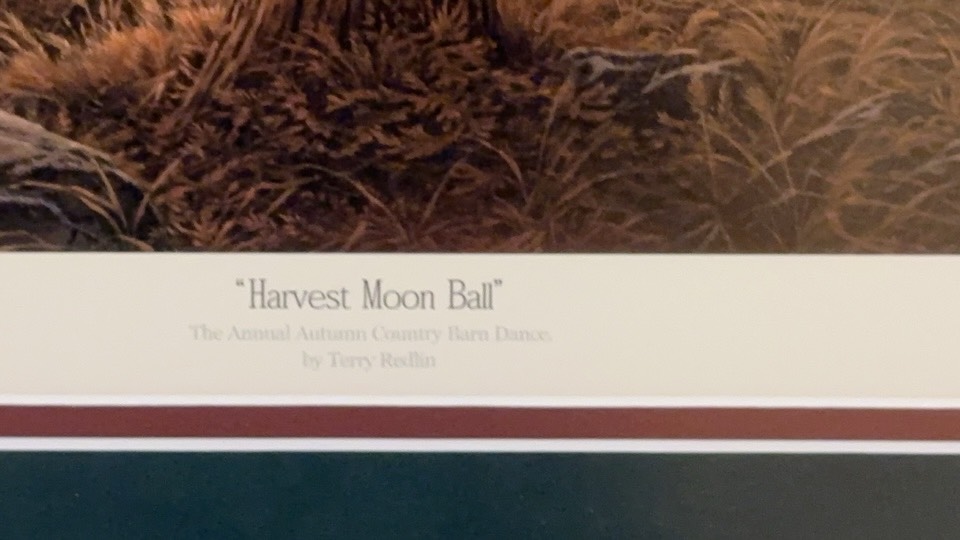 “Harvest Moon Ball”
The Annual Autumn Country Barn Dance,
by Terry Redlin